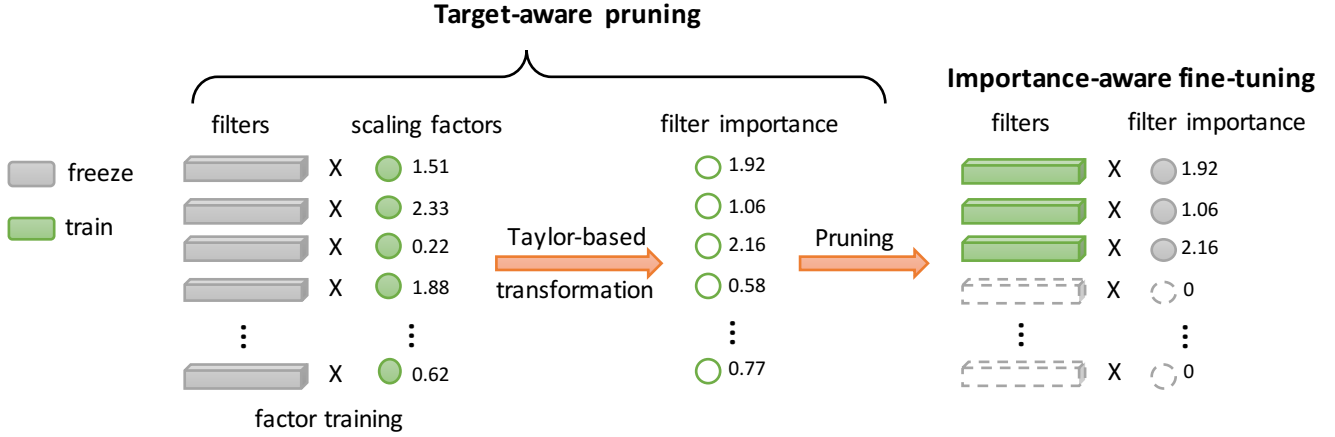 Target-aware pruning
Importance-aware fine-tuning
filters scaling factors filter importance filters filter importance
freeze
train
X 1.51 1.92 X 1.92
X 2.33 1.06 X 1.06
X 0.22 Taylor-based 2.16 Pruning X 2.16
X 1.88 transformation 0.58 X 0
X 0.62 0.77 X 0
factor training